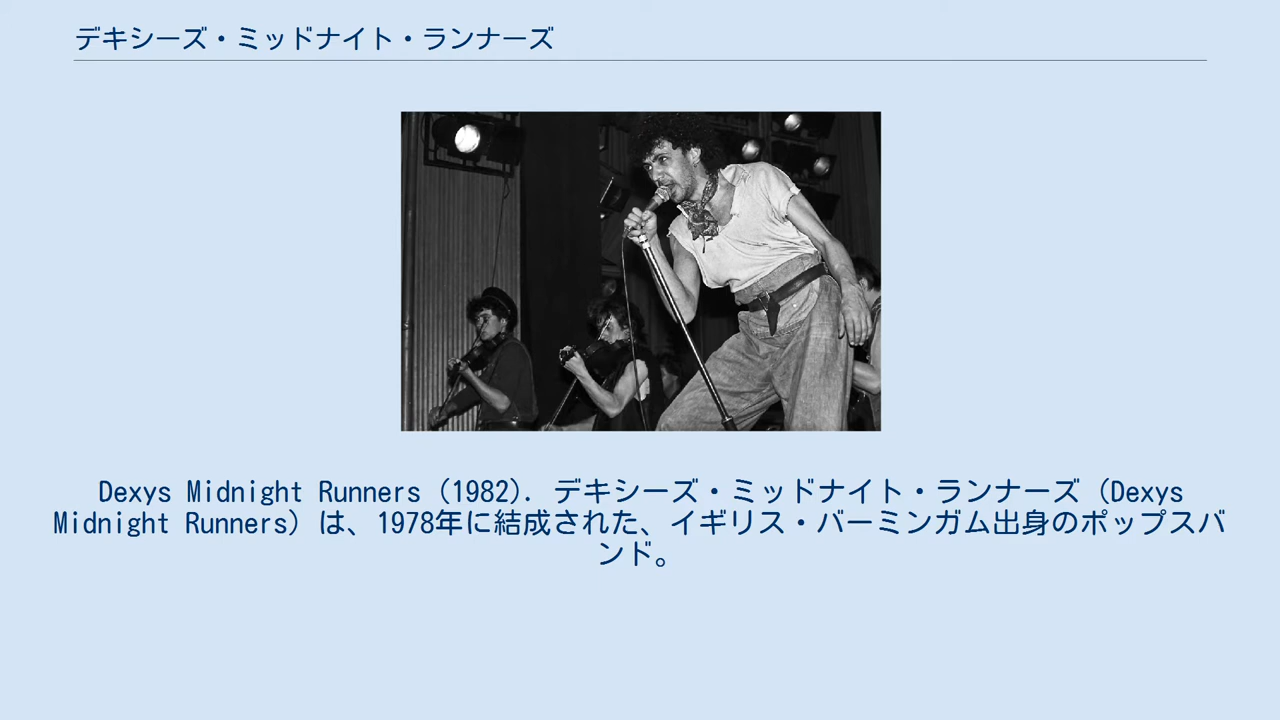 デキシーズ・ミッドナイト・ランナーズ
Dexys Midnight Runners (1982). デキシーズ・ミッドナイト・ランナーズ（Dexys
Midnight Runners）は、1978年に結成された、イギリス・バーミンガム出身のポップスバ
ンド。